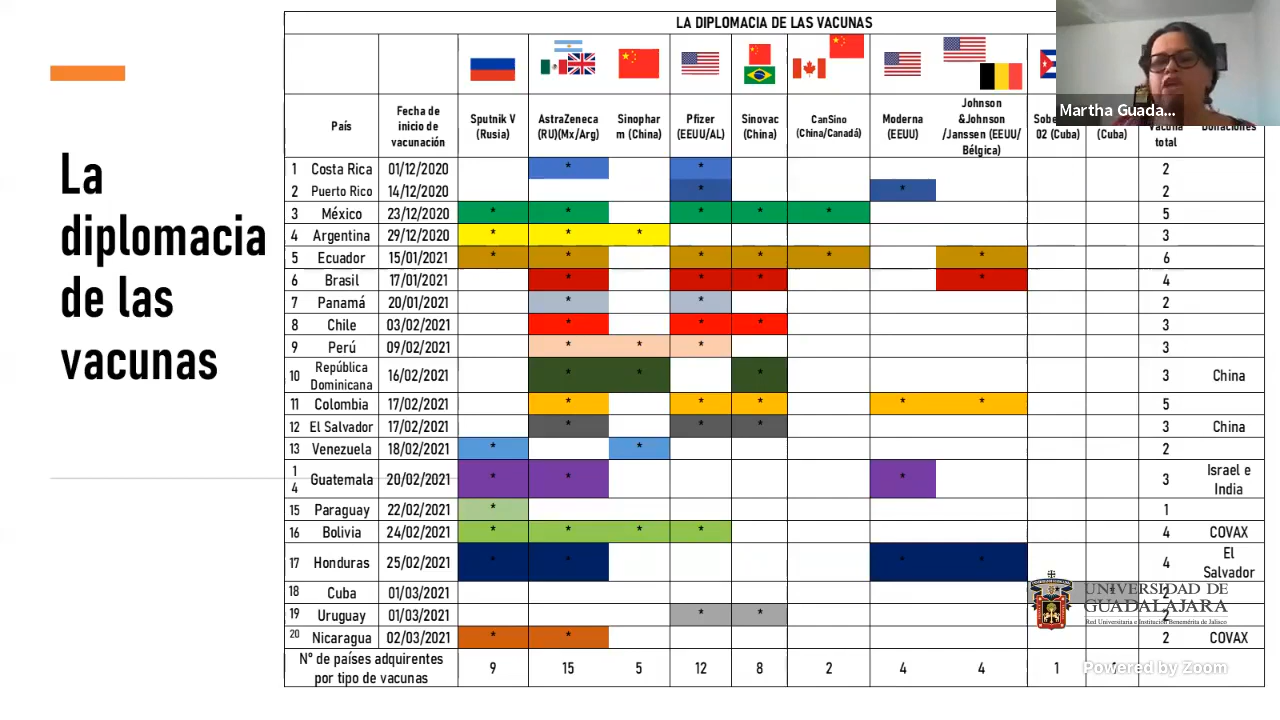 La
diplomacia
de las
vacunas
LA DIPLOMACIA DE LAS VACUNAS
País Fecha de inicio de vacunación Sputnik V (Rusia) AstraZeneca (RU)(Mx/Arg) Sinopharm (China) Pfizer (EEUU/AL) Sinovac (China) CanSino (China/Canadá) Moderna (EEUU) Johnson &Johnson /Janssen (EEUU/ Bélgica) 02 (Cuba) (Cuba) total
1 Costa Rica 01/12/2020 * * 2
2 Puerto Rico 14/12/2020 * * 2
3 México 23/12/2020 * * * * * 5
4 Argentina 29/12/2020 * * * 3
5 Ecuador 15/01/2021 * * * * * * 6
6 Brasil 17/01/2021 * * * * 4
7 Panamá 20/01/2021 * * 2
8 Chile 03/02/2021 * * * 3
9 Perú 09/02/2021 * * * 3
10 República Dominicana 16/02/2021 * * * 3 China
11 Colombia 17/02/2021 * * * * * 5
12 El Salvador 17/02/2021 * * * 3 China
13 Venezuela 18/02/2021 * * 2
14 Guatemala 20/02/2021 * * * 3 Israel e India
15 Paraguay 22/02/2021 * 1
16 Bolivia 24/02/2021 * * * * 4 COVAX
17 Honduras 25/02/2021 * * * * 4 El Salvador
18 Cuba 01/03/2021 2
19 Uruguay 01/03/2021 * * 2
20 Nicaragua 02/03/2021 * * 2 COVAX
N° de países adquirentes por tipo de vacunas 9 15 5 12 8 2 4 4 1 1
Martha Guada...
UNIVERSIDAD DE
GUADALAJARA
Red Universitaria e Institución Benemérita de Jalisco
Powered by Zoom